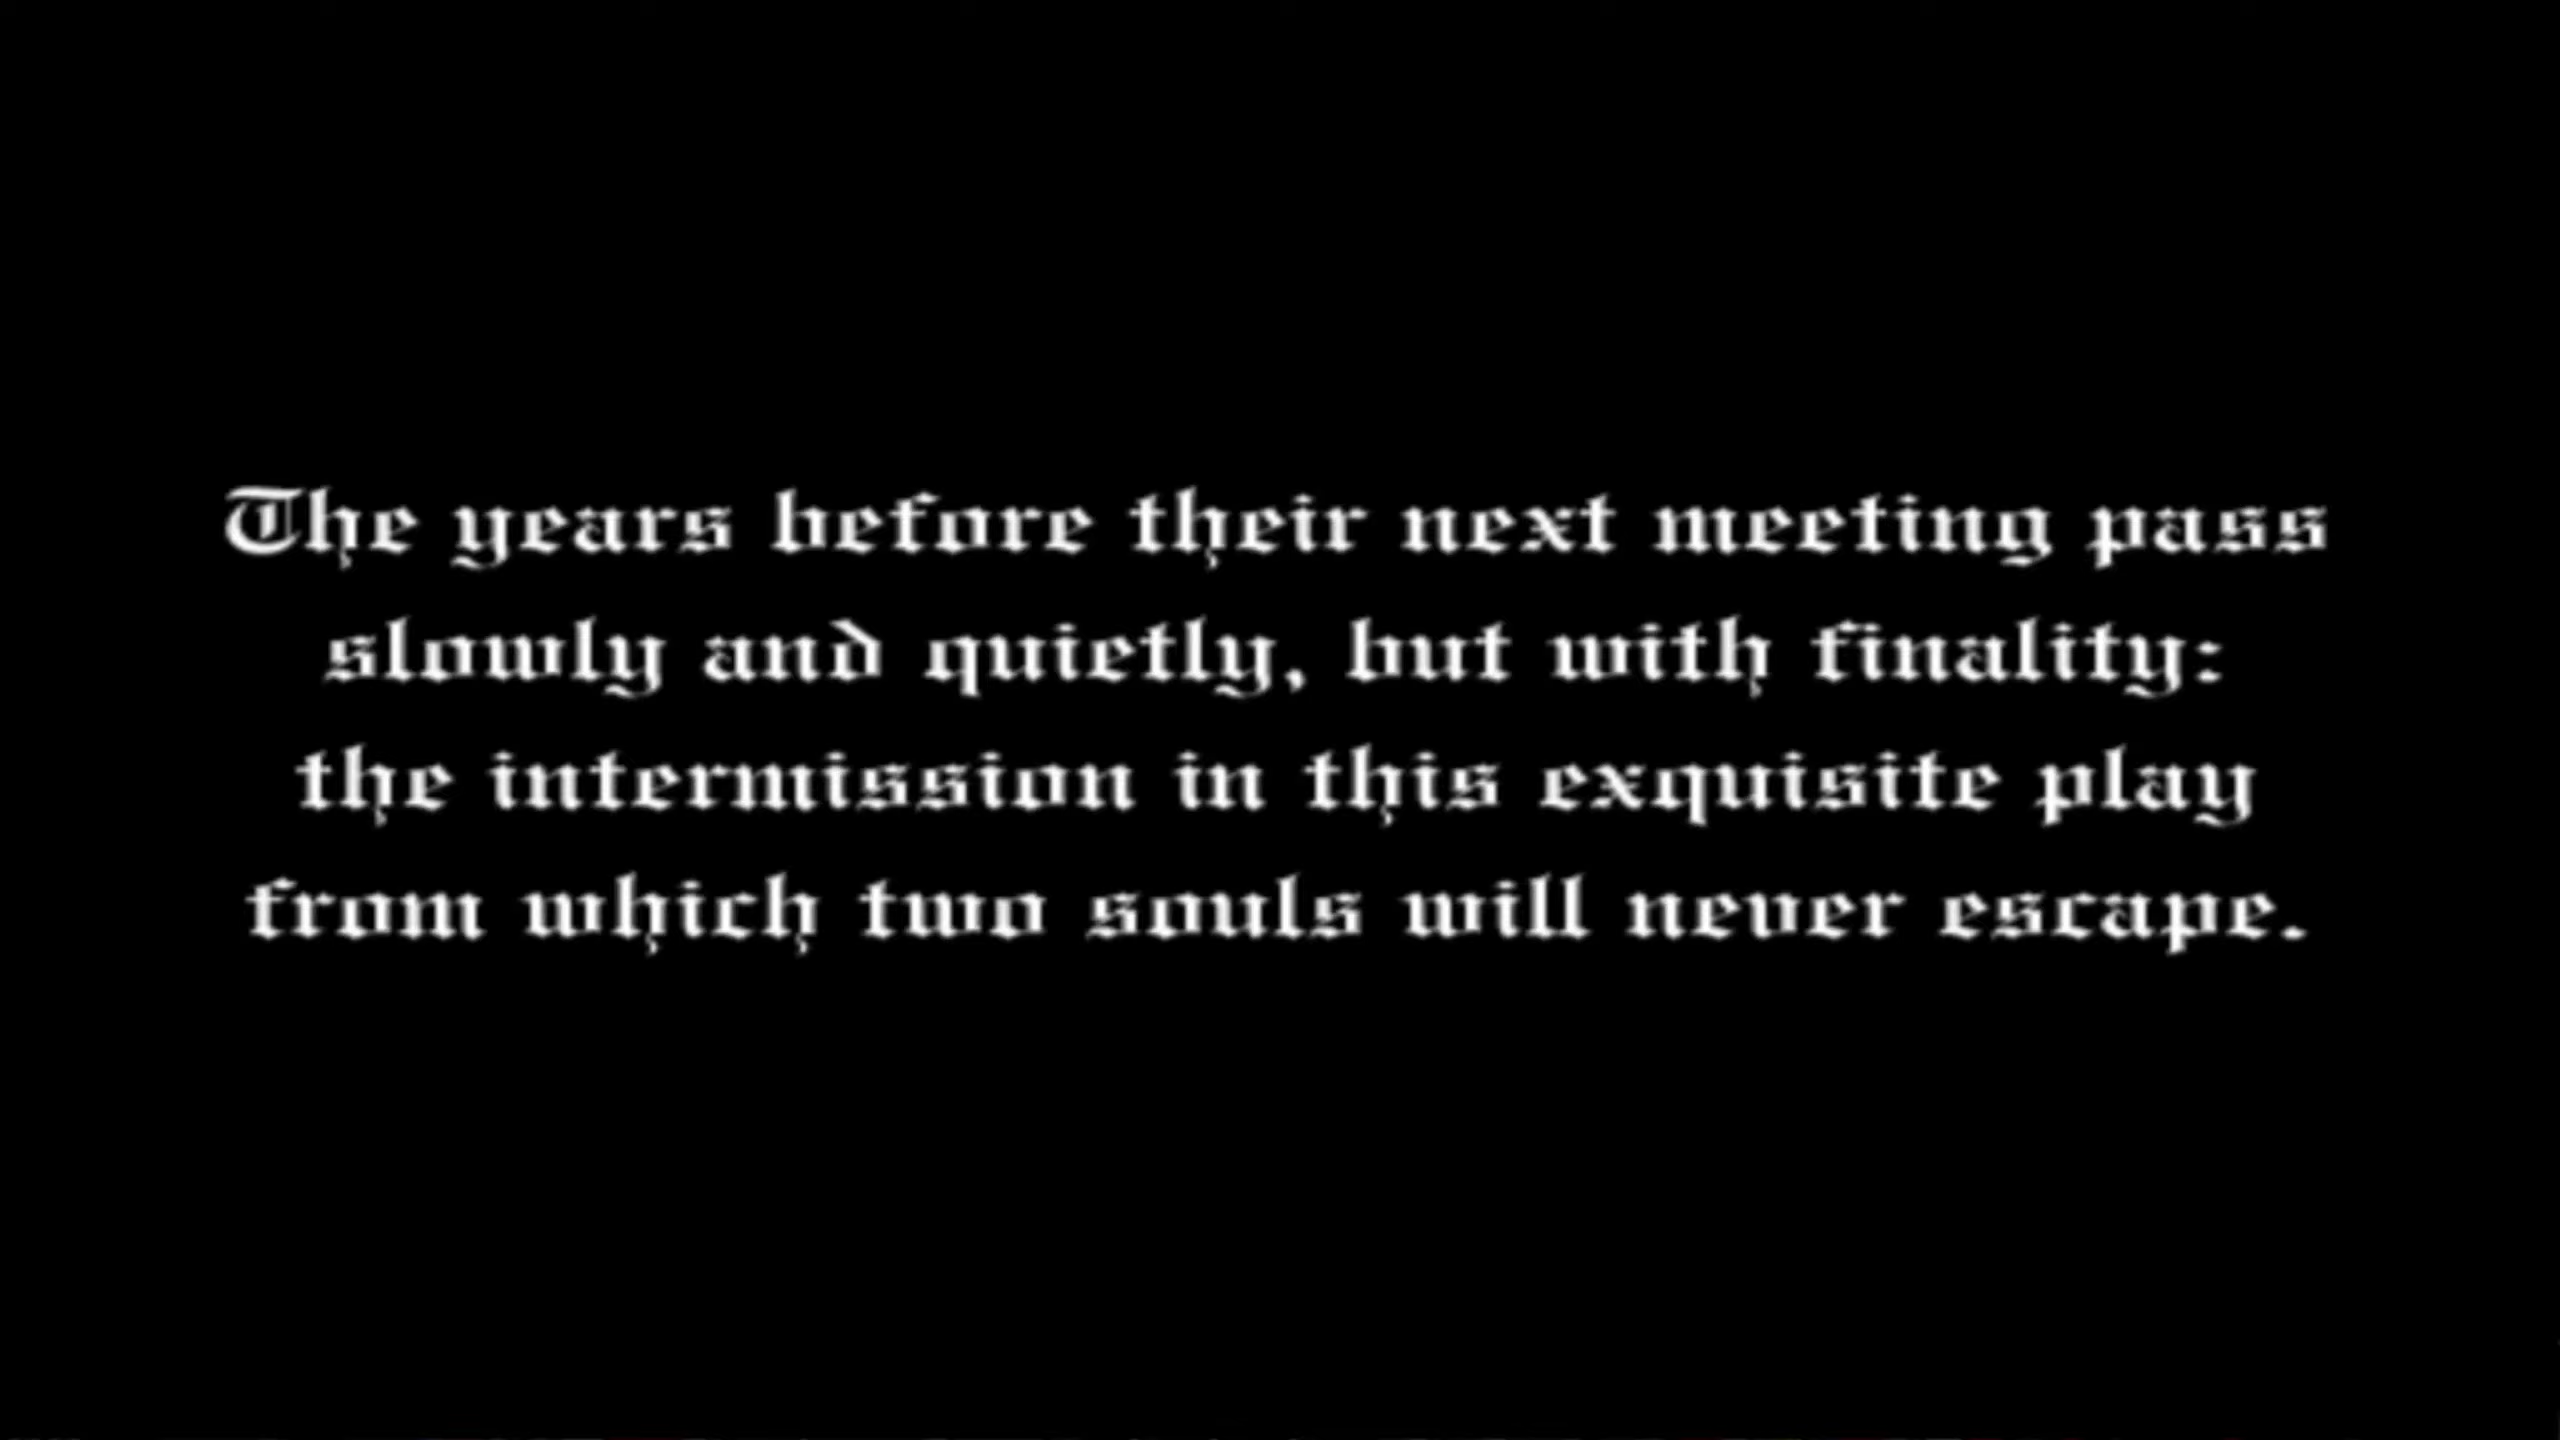 The years before their next meeting pass
slowly and quietly, but with finality:
the intermission in this exquisite play
from which two souls will never escape.